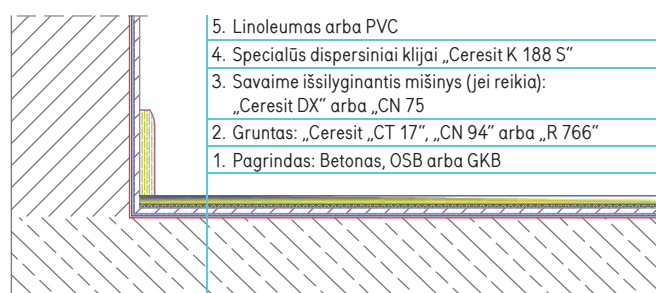 5. Linoleumas arba PVC
4. Specialūs dispersiniai klijai „Ceresit K 188 S“
3. Savaime išsilyginantis mišinys (jei reikia):
„Ceresit DX“ arba „CN 75
2. Gruntas: „Ceresit „CT 17“, „CN 94“ arba „R 766“
1. Pagrindas: Betonas, OSB arba GKB